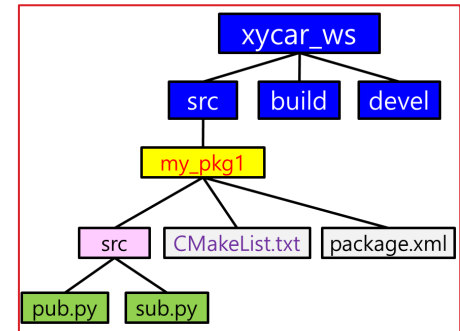 xycar_ws
src
build
devel
my_pkg1
src
CMakeList.txt
package.xml
pub.py
sub.py